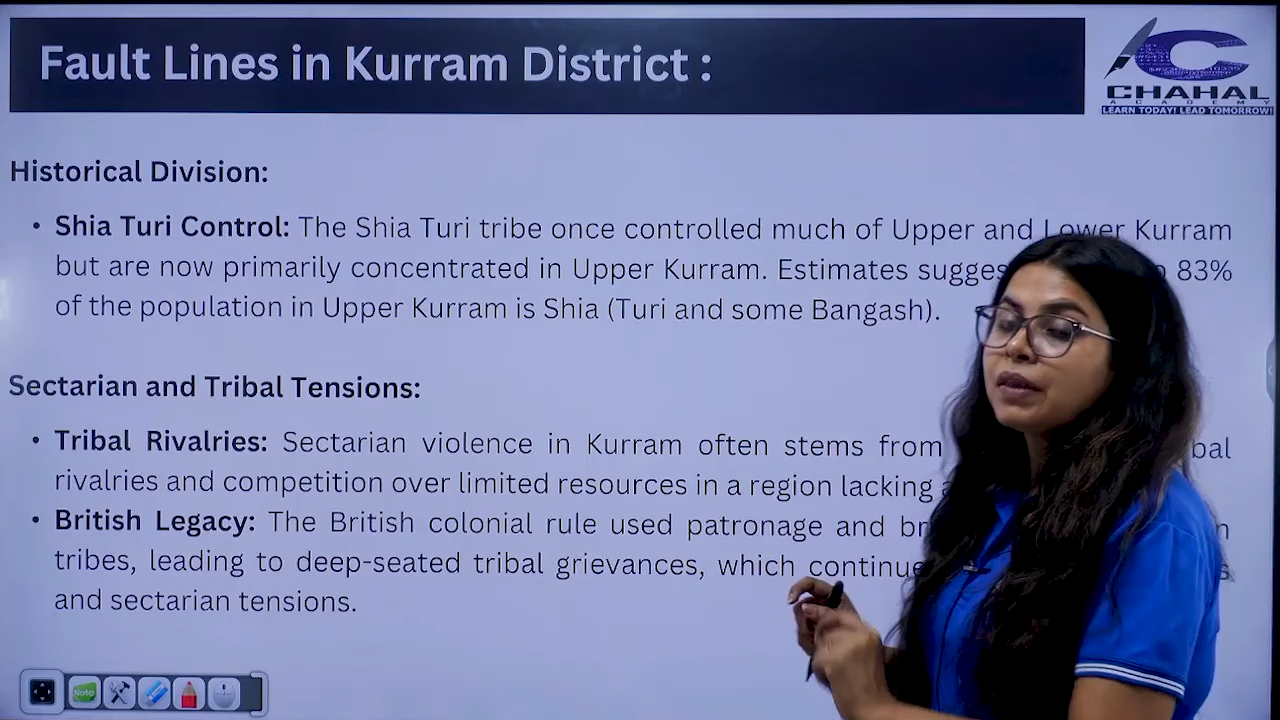 Fault Lines in Kurram District :
CHAHAL
ACADEMY
LEARN TODAY! LEAD TOMORROW!
Historical Division:
• Shia Turi Control: The Shia Turi tribe once controlled much of Upper and Lower Kurram
but are now primarily concentrated in Upper Kurram. Estimates 83%
of the population in Upper Kurram is Shia (Turi and some Bangash).
Sectarian and Tribal Tensions:
• Tribal Rivalries: Sectarian violence in Kurram often stems from
rivalries and competition over limited resources in a region lacking
• British Legacy: The British colonial rule used patronage and
tribes, leading to deep-seated tribal grievances, which
and sectarian tensions.
Note